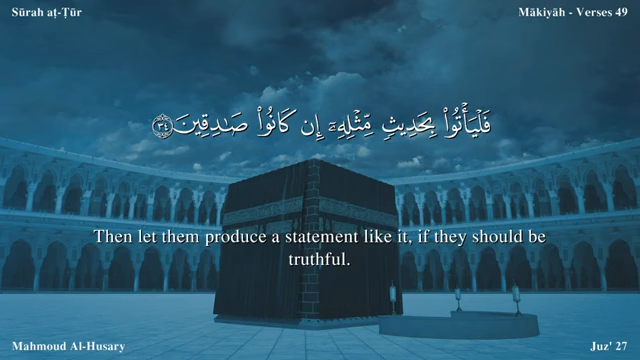 Sūrah aṭ-Ṭūr
Mākiyāh - Verses 49
فَلْيَأْتُوا۟ بِحَدِيثٍ مِّثْلِهِۦٓ إِن كَانُوا۟ صَـٰدِقِينَ ٣٤
Then let them produce a statement like it, if they should be
truthful.
Mahmoud Al-Husary
Juz' 27